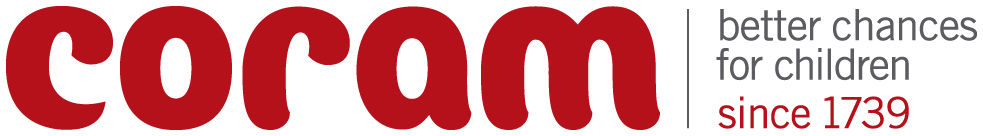 coram
better chances
for children
since 1739